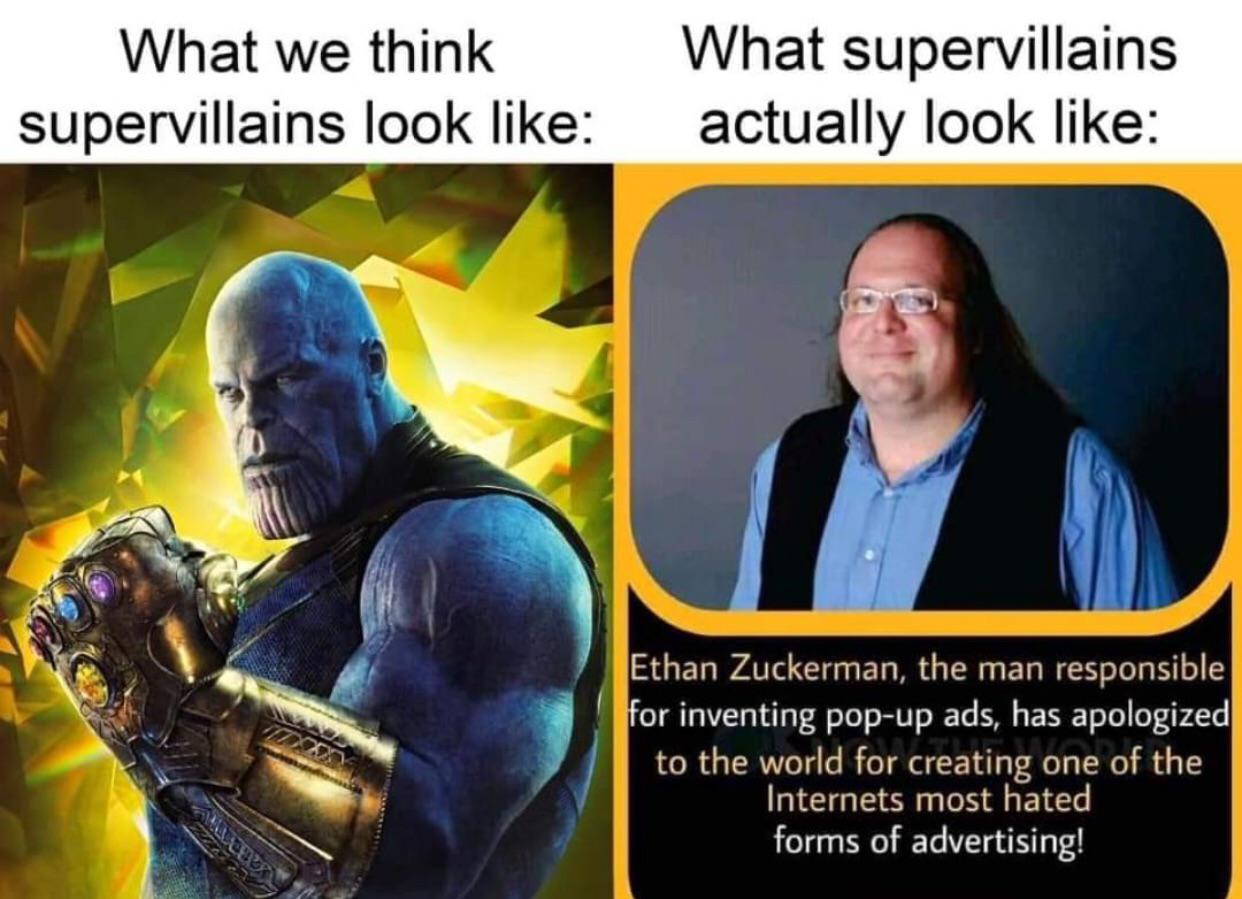 What we think
supervillains look like:
What supervillains
actually look like:
Ethan Zuckerman, the man responsible
for inventing pop-up ads, has apologized
to the world for creating one of the
Internets most hated
forms of advertising!